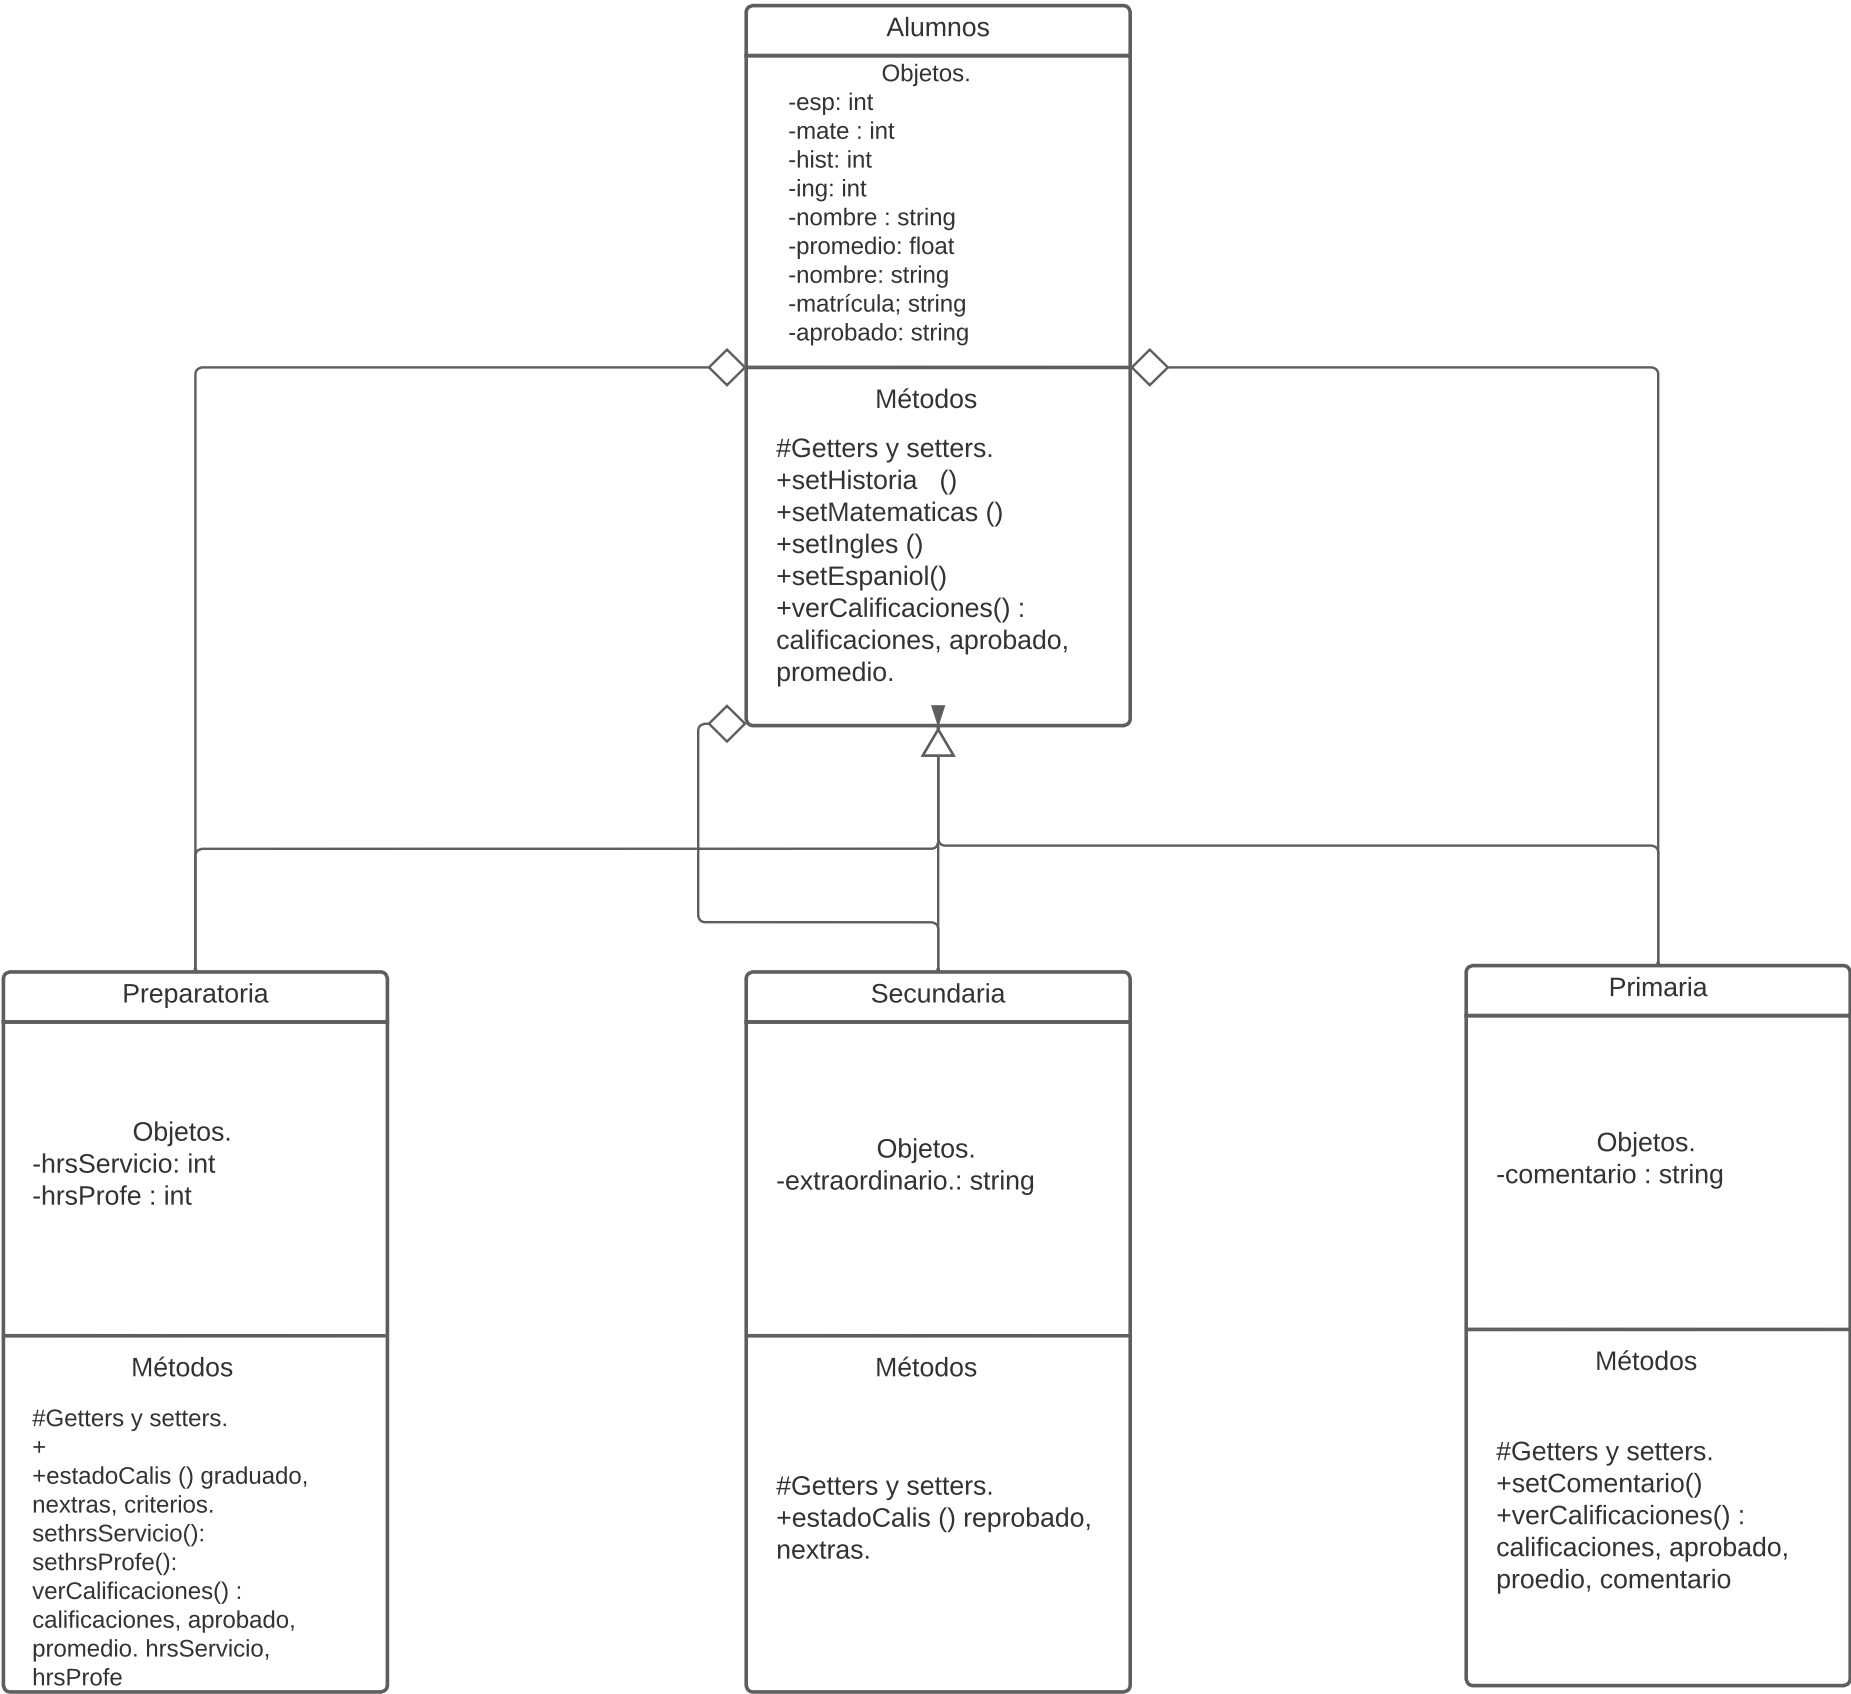 Alumnos
Objetos.
-esp: int
-mate : int
-hist: int
-ing: int
-nombre : string
-promedio: float
-nombre: string
-matrícula; string
-aprobado: string
Métodos
#Getters y setters.
+setHistoria   ()
+setMatematicas ()
+setIngles ()
+setEspaniol()
+verCalificaciones() :
calificaciones, aprobado,
promedio.
Preparatoria
Objetos.
-hrsServicio: int
-hrsProfe : int
Métodos
#Getters y setters.
+
+estadoCalis () graduado,
nextras, criterios.
sethrsServicio():
sethrsProfe():
verCalificaciones() :
calificaciones, aprobado,
promedio. hrsServicio,
hrsProfe
Secundaria
Objetos.
-extraordinario.: string
Métodos
#Getters y setters.
+estadoCalis () reprobado,
nextras.
Primaria
Objetos.
-comentario : string
Métodos
#Getters y setters.
+setComentario()
+verCalificaciones() :
calificaciones, aprobado,
proedio, comentario